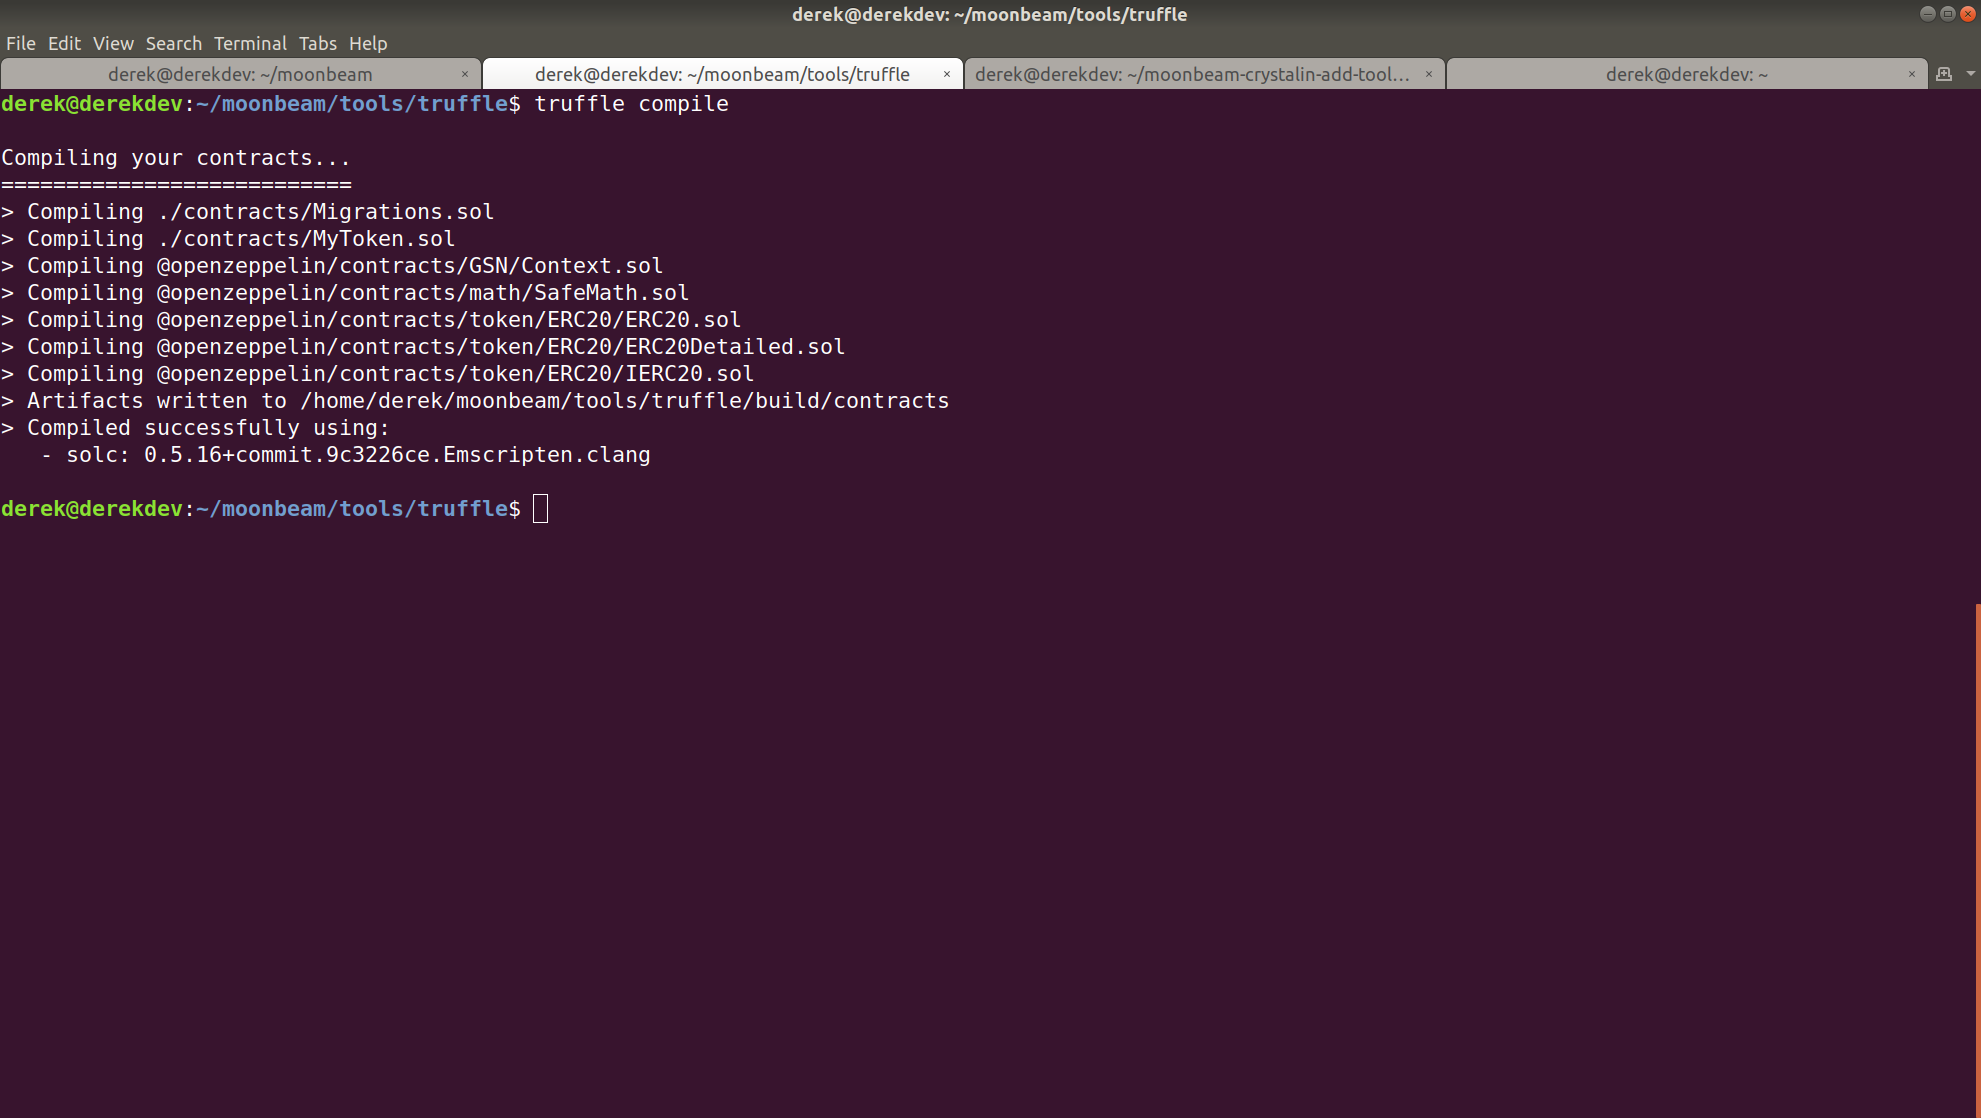 derek@derekdev: ~/moonbeam/tools/truffle
File Edit View Search Terminal Tabs Help
derek@derekdev: ~/moonbeam × derek@derekdev: ~/moonbeam/tools/truffle × derek@derekdev: ~/moonbeam-crystalin-add-tool... × derek@derekdev: ~ ×
derek@derekdev:~/moonbeam/tools/truffle$ truffle compile
Compiling your contracts...
===========================
> Compiling ./contracts/Migrations.sol
> Compiling ./contracts/MyToken.sol
> Compiling @openzeppelin/contracts/GSN/Context.sol
> Compiling @openzeppelin/contracts/math/SafeMath.sol
> Compiling @openzeppelin/contracts/token/ERC20/ERC20.sol
> Compiling @openzeppelin/contracts/token/ERC20/ERC20Detailed.sol
> Compiling @openzeppelin/contracts/token/ERC20/IERC20.sol
> Artifacts written to /home/derek/moonbeam/tools/truffle/build/contracts
> Compiled successfully using:
   - solc: 0.5.16+commit.9c3226ce.Emscripten.clang
derek@derekdev:~/moonbeam/tools/truffle$